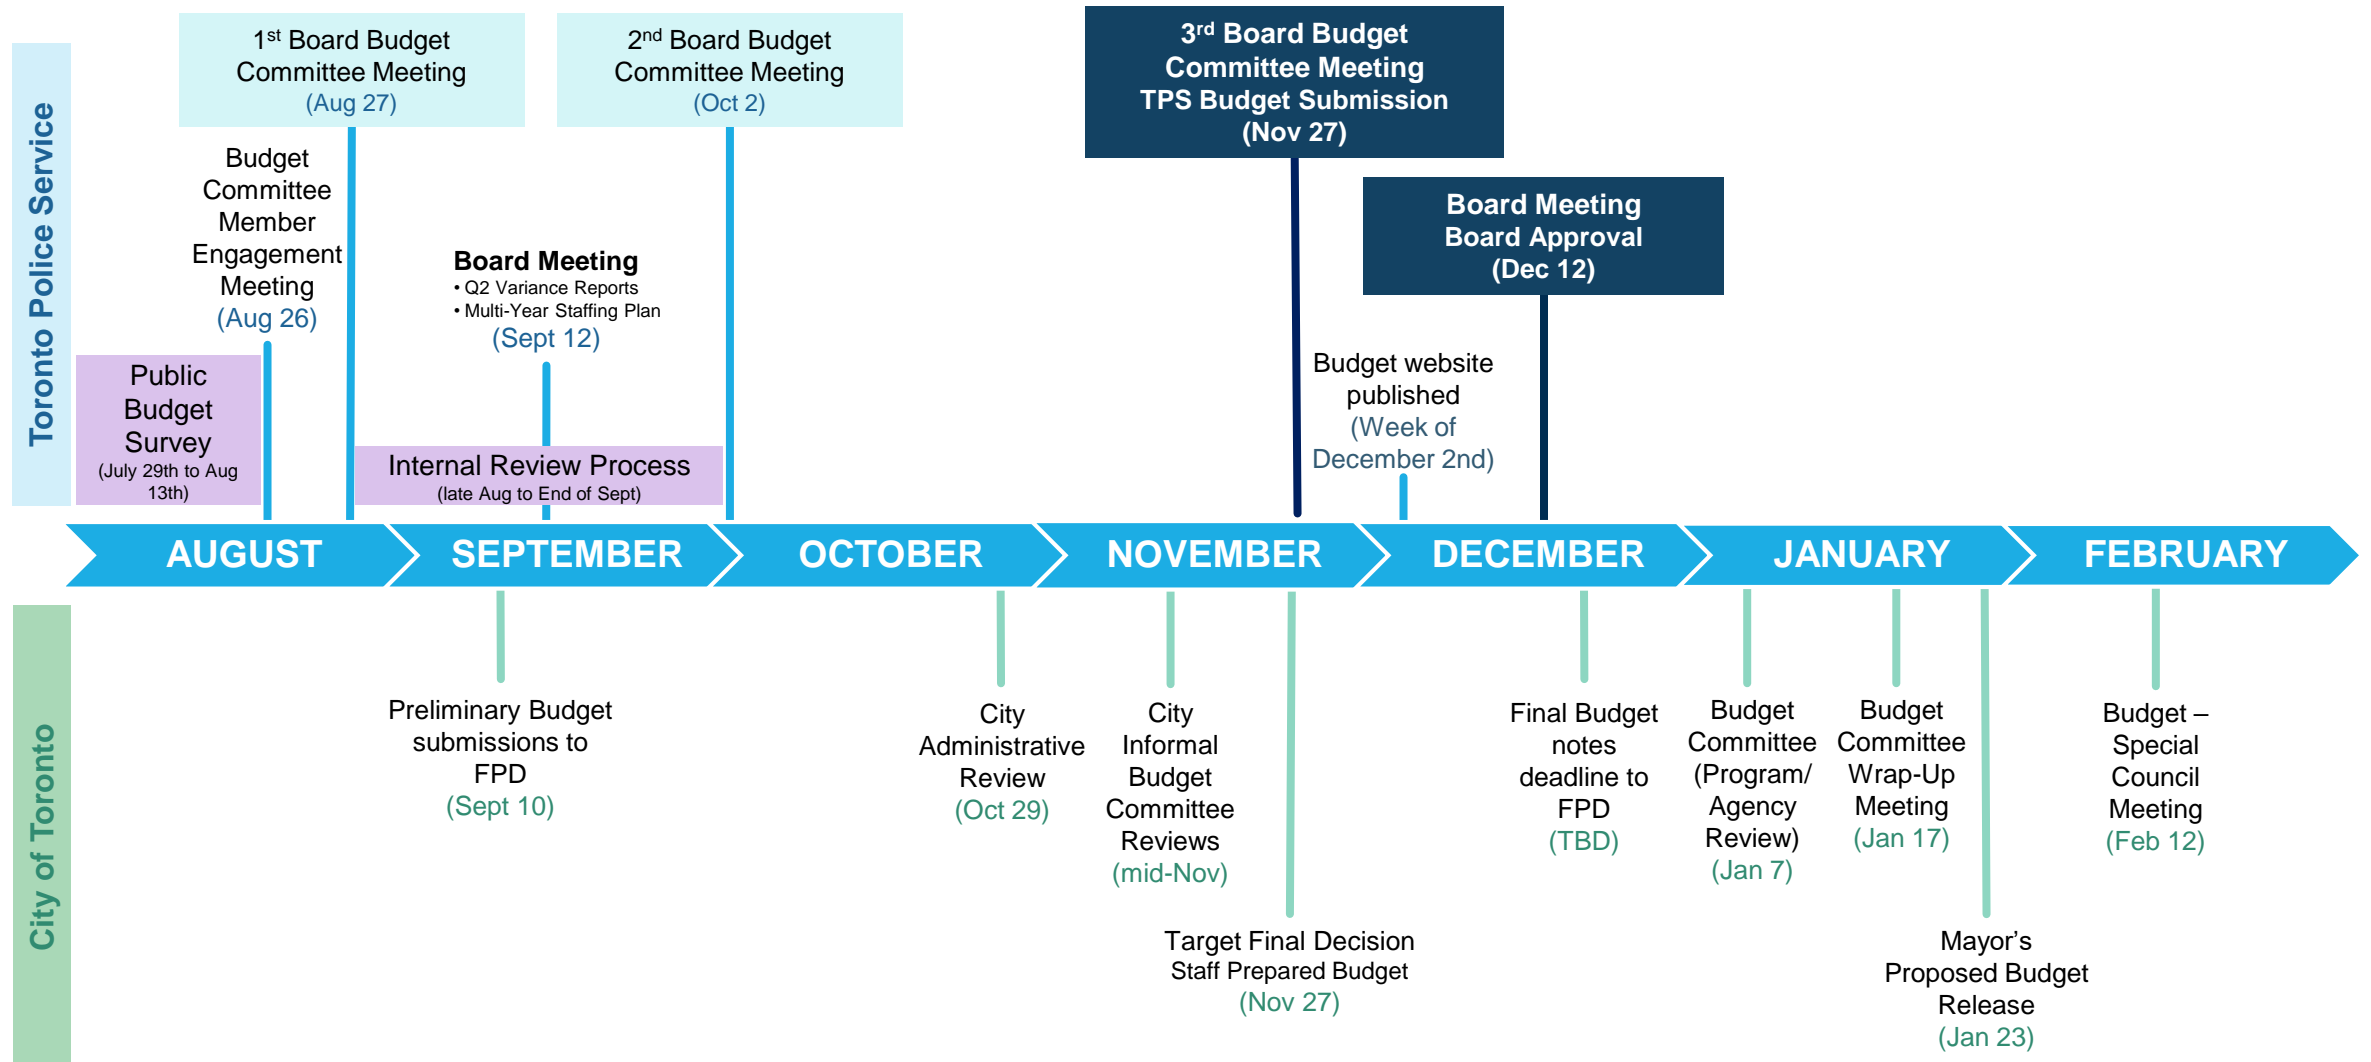 Toronto Police Service
1st Board Budget
Committee Meeting
(Aug 27)
2nd Board Budget
Committee Meeting
(Oct 2)
3rd Board Budget
Committee Meeting
TPS Budget Submission
(Nov 27)
Board Meeting
Board Approval
(Dec 12)
Budget
Committee
Member
Engagement
Meeting
(Aug 26)
Board Meeting
• Q2 Variance Reports
• Multi-Year Staffing Plan
(Sept 12)
Budget website
published
(Week of
December 2nd)
Public
Budget
Survey
(July 29th to Aug
13th)
Internal Review Process
(late Aug to End of Sept)
AUGUST
SEPTEMBER
OCTOBER
NOVEMBER
DECEMBER
JANUARY
FEBRUARY
City of Toronto
Preliminary Budget
submissions to
FPD
(Sept 10)
City
Administrative
Review
(Oct 29)
City
Informal
Budget
Committee
Reviews
(mid-Nov)
Target Final Decision
Staff Prepared Budget
(Nov 27)
Final Budget
notes
deadline to
FPD
(TBD)
Budget
Committee
(Program/
Agency
Review)
(Jan 7)
Budget
Committee
Wrap-Up
Meeting
(Jan 17)
Mayor’s
Proposed Budget
Release
(Jan 23)
Budget –
Special
Council
Meeting
(Feb 12)